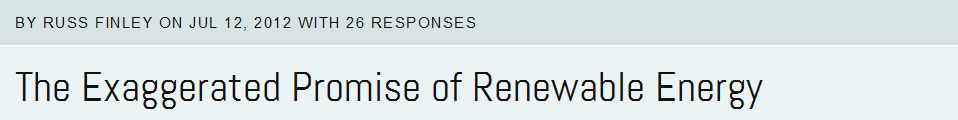 BY RUSS FINLEY ON JUL 12, 2012 WITH 26 RESPONSES
The Exaggerated Promise of Renewable Energy